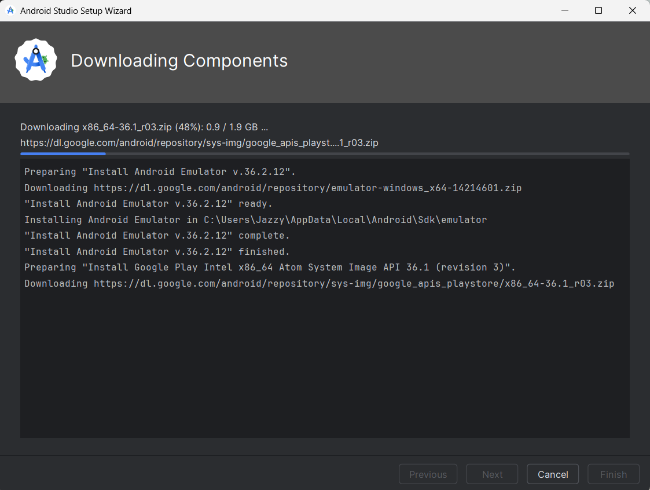 Android Studio Setup Wizard
Downloading Components
Downloading x86_64-36.1_r03.zip (48%): 0.9 / 1.9 GB ...
https://dl.google.com/android/repository/sys-img/google_apis_playst....1_r03.zip
Preparing "Install Android Emulator v.36.2.12".
Downloading https://dl.google.com/android/repository/emulator-windows_x64-14214601.zip
"Install Android Emulator v.36.2.12" ready.
Installing Android Emulator in C:\Users\Jazzy\AppData\Local\Android\Sdk\emulator
"Install Android Emulator v.36.2.12" complete.
"Install Android Emulator v.36.2.12" finished.
Preparing "Install Google Play Intel x86_64 Atom System Image API 36.1 (revision 3)".
Downloading https://dl.google.com/android/repository/sys-img/google_apis_playstore/x86_64-36.1_r03.zip
Previous Next Cancel Finish